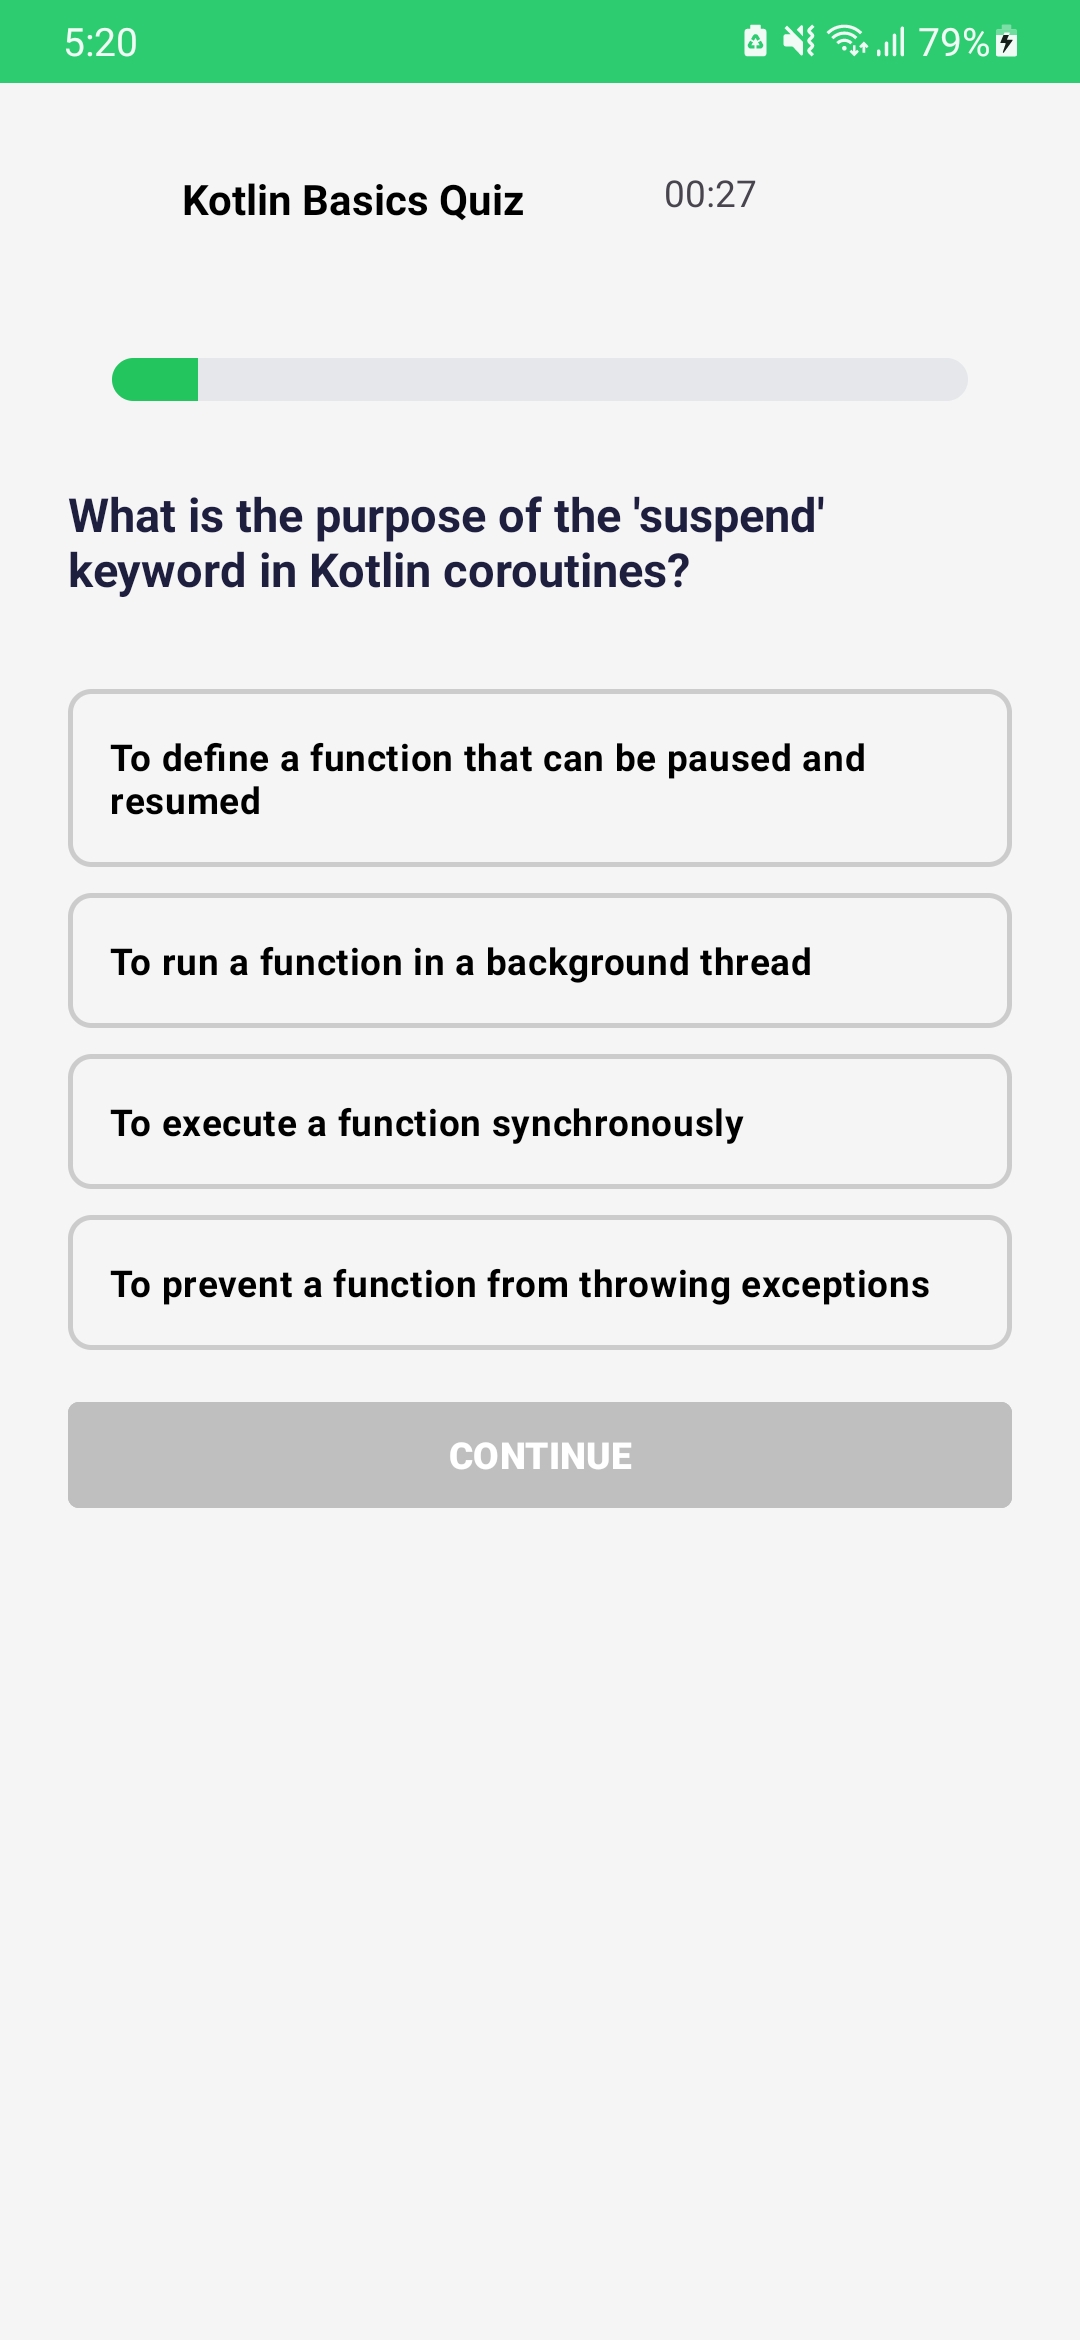 5:20
79%
Kotlin Basics Quiz
00:27
What is the purpose of the 'suspend'
keyword in Kotlin coroutines?
To define a function that can be paused and
resumed
To run a function in a background thread
To execute a function synchronously
To prevent a function from throwing exceptions
CONTINUE